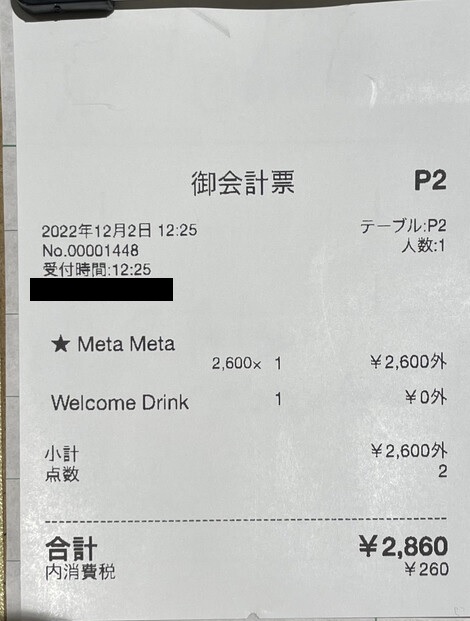 御会計票 P2
2022年12月2日 12:25 テーブル:P2
No.00001448 人数:1
受付時間:12:25
★ Meta Meta
2,600× 1 ¥2,600外
Welcome Drink 1 ¥0外
小計 ¥2,600外
点数 2
合計 ¥2,860
内消費税 ¥260